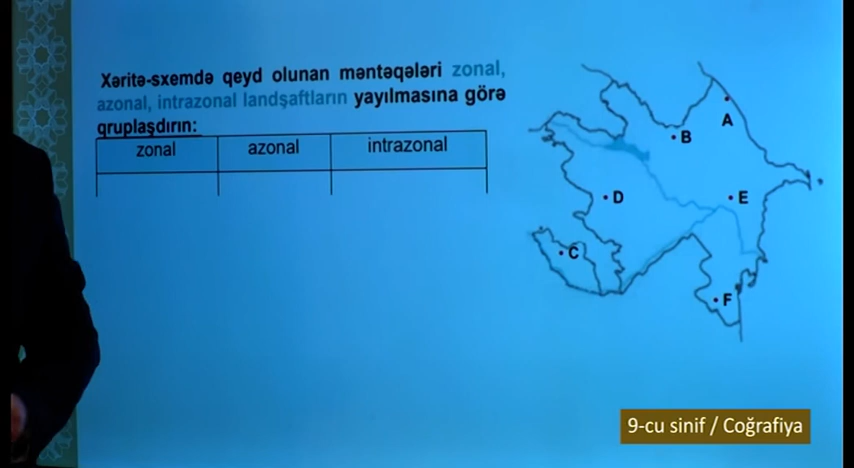 Xəritə-sxemdə qeyd olunan məntəqələri zonal,
azonal, intrazonal landşaftların yayılmasına görə
qruplaşdırın:
zonal azonal intrazonal
A
B
D
E
C
F
9-cu sinif / Coğrafiya